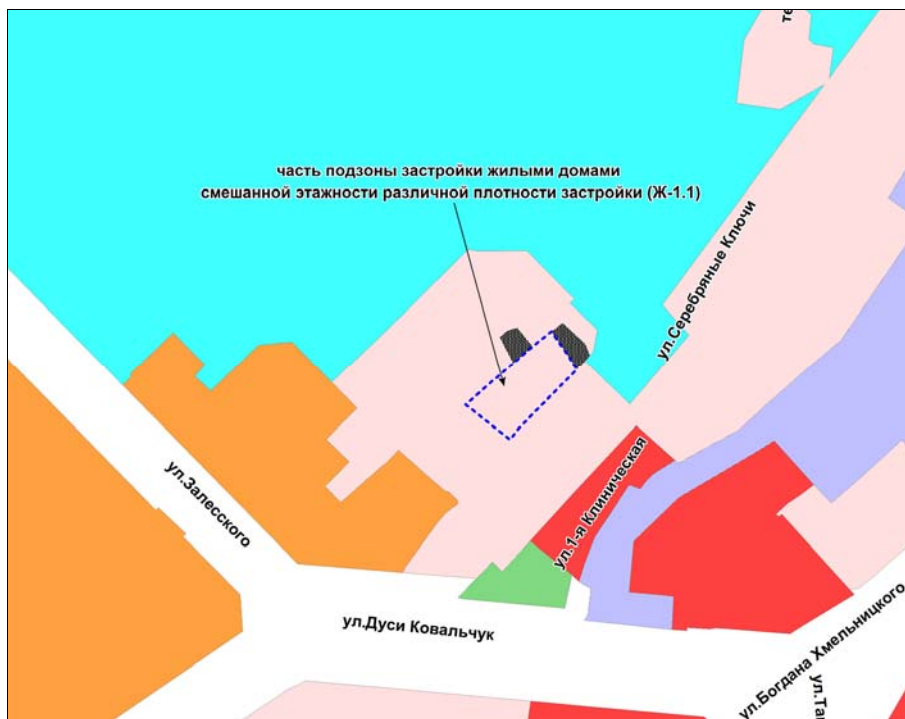 часть подзоны застройки жилыми домами
смешанной этажности различной плотности застройки (Ж-1.1)
ул.Серебряные Ключи
ул.1-я Клиническая
ул.Залесского
ул.Дуси Ковальчук
ул.Богдана Хмельницкого